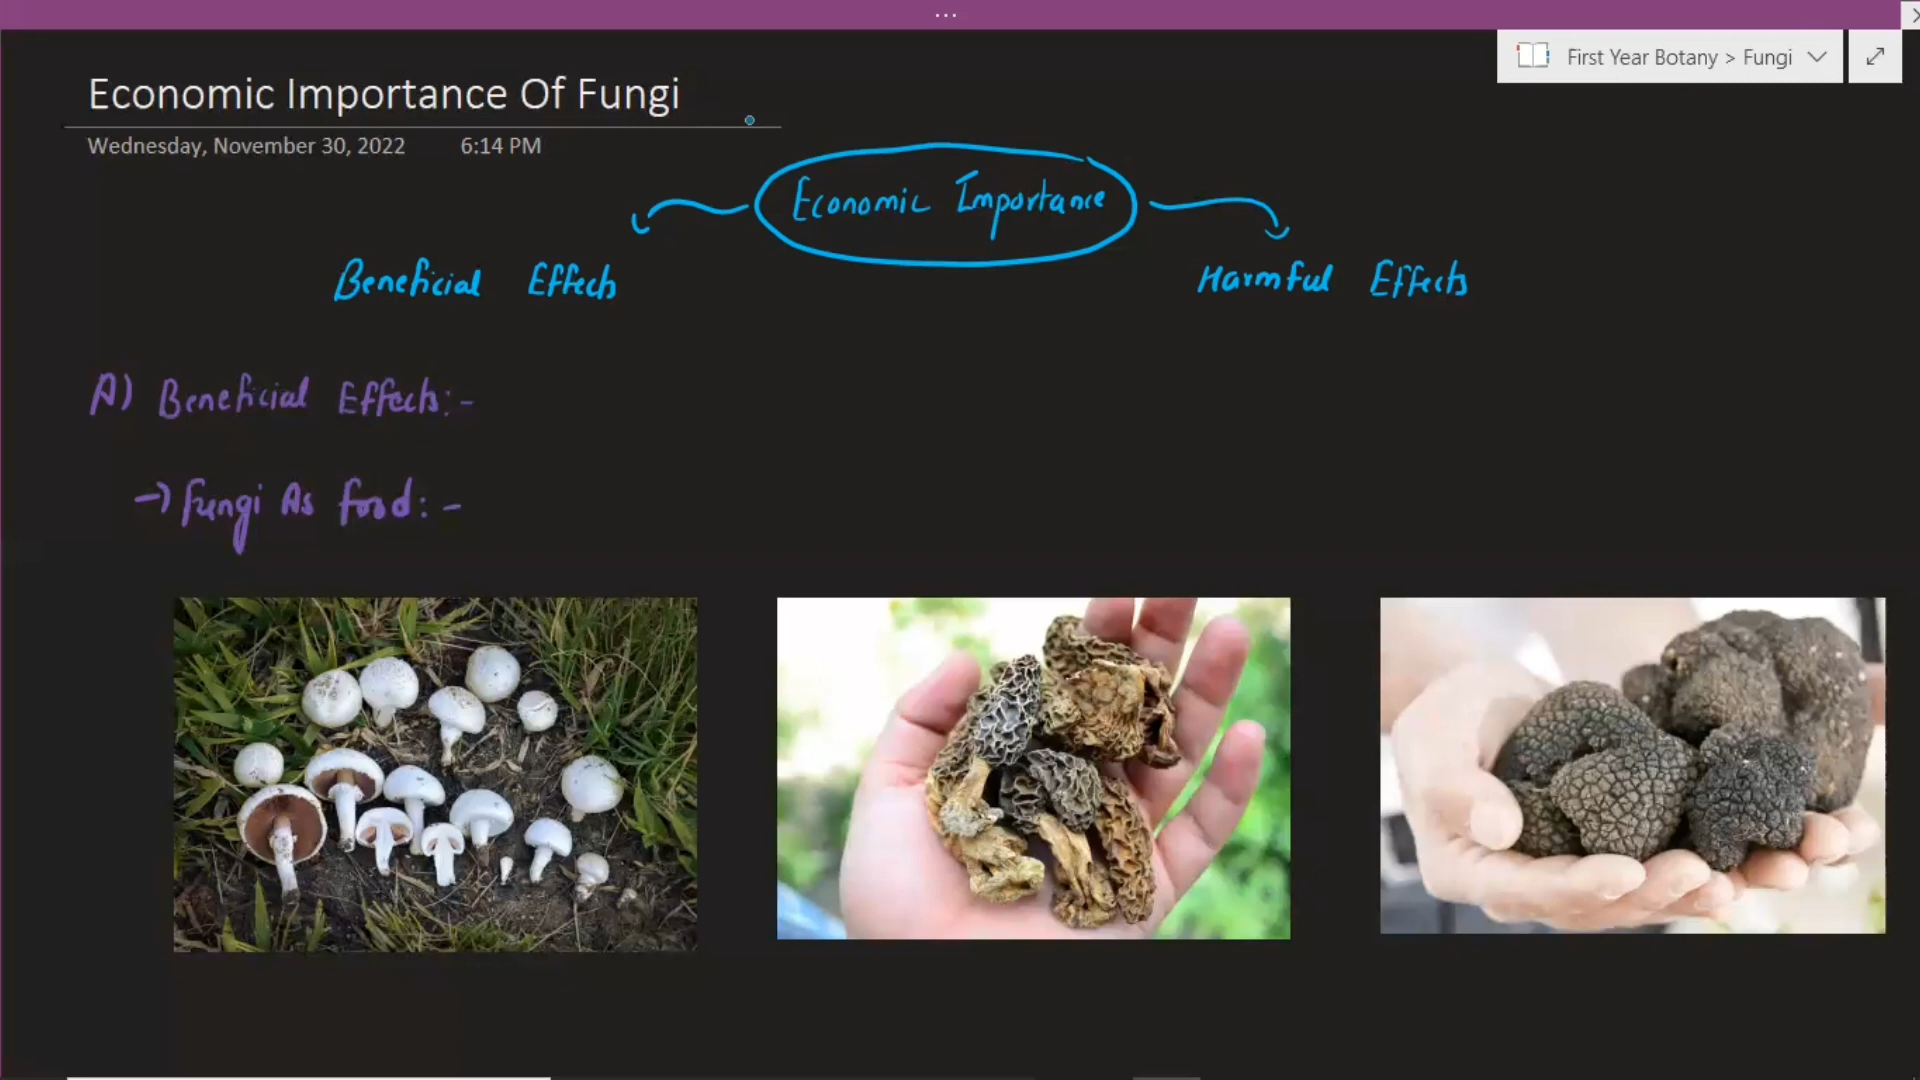 ...
First Year Botany > Fungi
Economic Importance Of Fungi
Wednesday, November 30, 2022 6:14 PM
Economic Importance
Beneficial Effects
Harmful Effects
A) Beneficial Effects:-
→ Fungi As Food:-